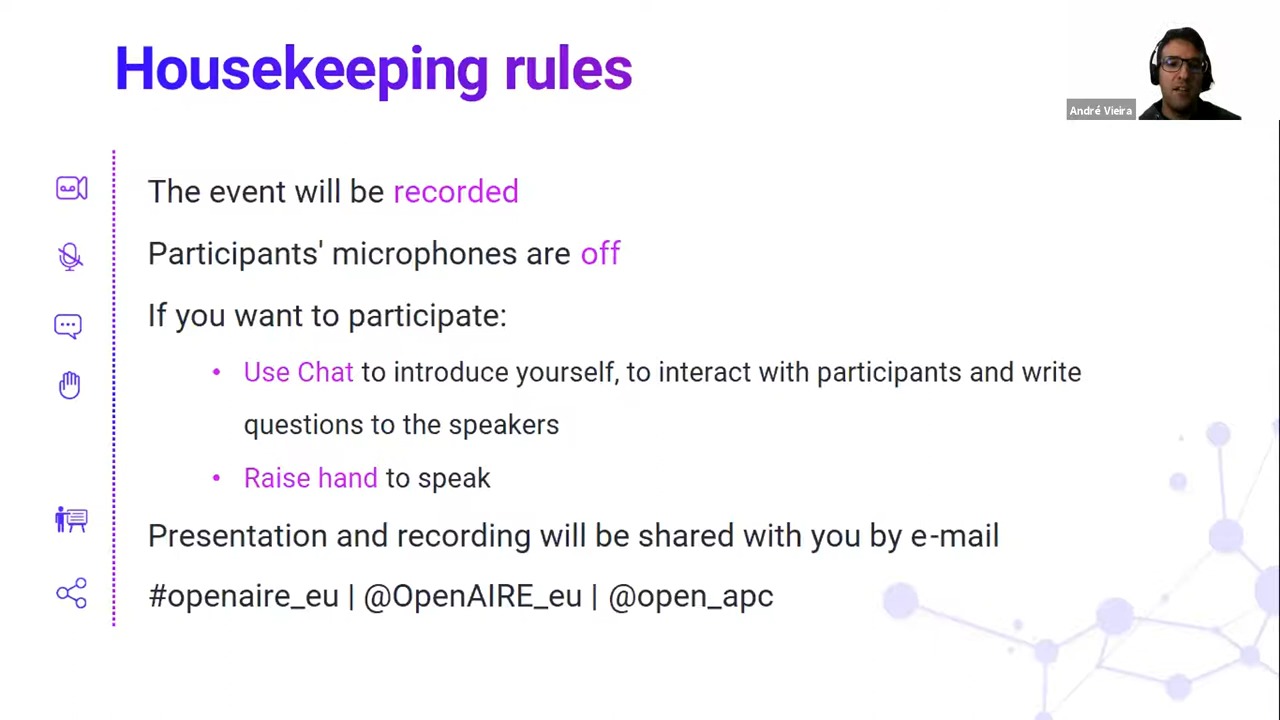 Housekeeping rules
André Vieira
The event will be recorded
Participants' microphones are off
If you want to participate:
• Use Chat to introduce yourself, to interact with participants and write
questions to the speakers
• Raise hand to speak
Presentation and recording will be shared with you by e-mail
#openaire_eu | @OpenAIRE_eu | @open_apc